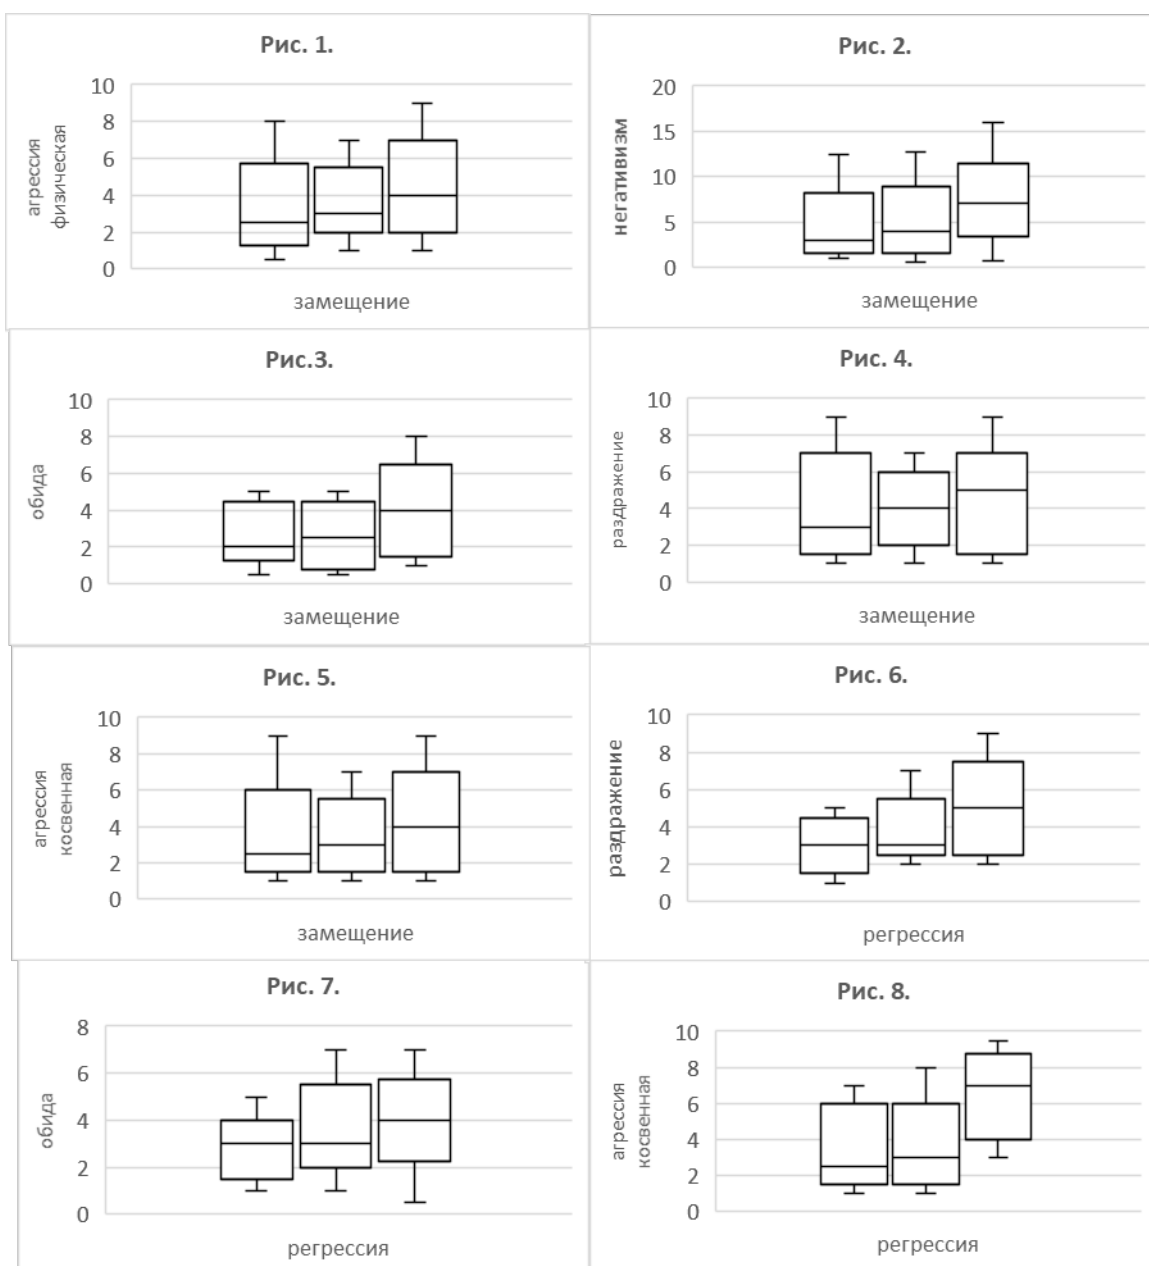 Рис. 1.
агрессия
физическая
10
8
6
4
2
0
замещение
Рис. 2.
негативизм
20
15
10
5
0
замещение
Рис.3.
обида
10
8
6
4
2
0
замещение
Рис. 4.
раздражение
10
8
6
4
2
0
замещение
Рис. 5.
агрессия
косвенная
10
8
6
4
2
0
замещение
Рис. 6.
раздражение
10
8
6
4
2
0
регрессия
Рис. 7.
обида
8
6
4
2
0
регрессия
Рис. 8.
агрессия
косвенная
10
8
6
4
2
0
регрессия